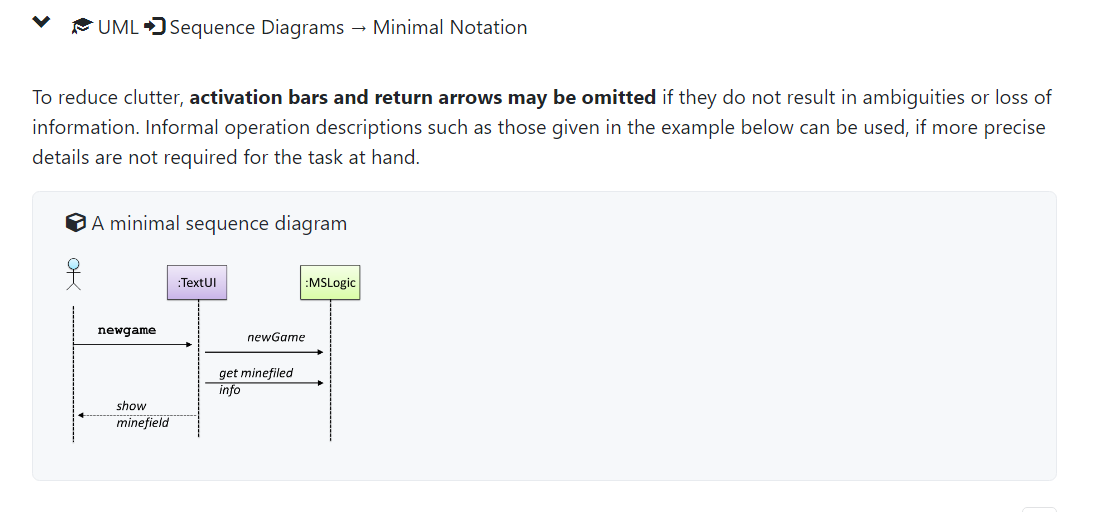 UML Sequence Diagrams → Minimal Notation
To reduce clutter, activation bars and return arrows may be omitted if they do not result in ambiguities or loss of
information. Informal operation descriptions such as those given in the example below can be used, if more precise
details are not required for the task at hand.
A minimal sequence diagram
:TextUI
:MSLogic
newgame
newGame
get minefiled
info
show
minefield